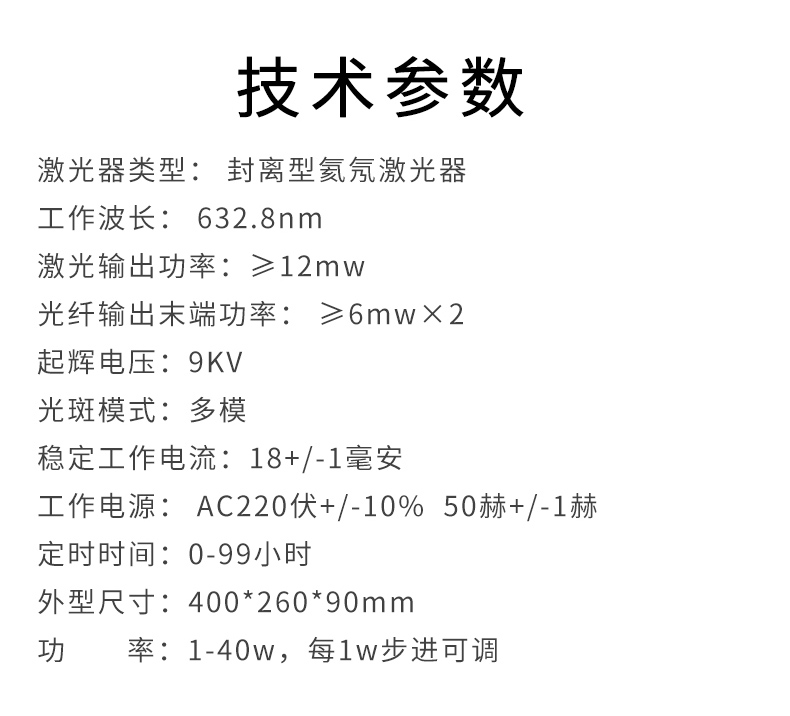 技术参数
激光器类型： 封离型氦氖激光器
工作波长： 632.8nm
激光输出功率：≥12mw
光纤输出末端功率： ≥6mw×2
起辉电压：9KV
光斑模式：多模
稳定工作电流：18+/-1毫安
工作电源： AC220伏+/-10% 50赫+/-1赫
定时时间：0-99小时
外型尺寸：400*260*90mm
功 率：1-40w，每1w步进可调